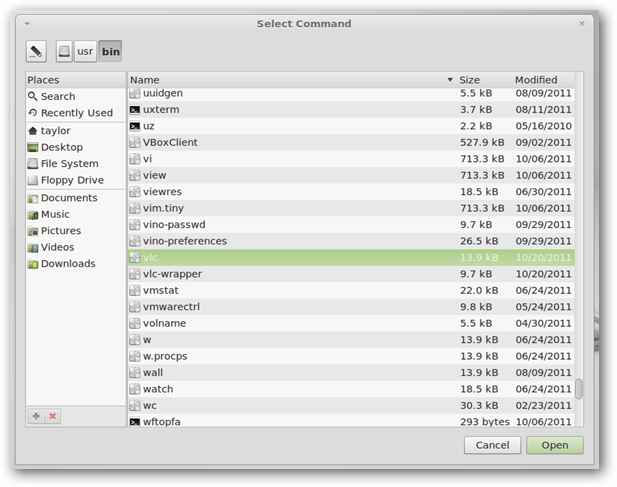 Select Command
usr bin
Places Name Size Modified
Search
Recently Used
taylor
Desktop
File System
Floppy Drive
Documents
Music
Pictures
Videos
Downloads
uuidgen 5.5 kB 08/09/2011
uxterm 3.7 kB 08/11/2011
uz 2.2 kB 05/16/2010
VBoxClient 527.9 kB 09/02/2011
vi 713.3 kB 10/06/2011
view 713.3 kB 10/06/2011
viewres 18.5 kB 06/30/2011
vim.tiny 713.3 kB 10/06/2011
vino-passwd 9.7 kB 09/29/2011
vino-preferences 26.5 kB 09/29/2011
vlc 13.9 kB 10/20/2011
vlc-wrapper 9.7 kB 10/20/2011
vmstat 22.0 kB 06/24/2011
vmwarectrl 9.8 kB 05/24/2011
volname 5.5 kB 04/30/2011
w 13.9 kB 06/24/2011
w.procps 13.9 kB 06/24/2011
wall 13.9 kB 08/09/2011
watch 18.5 kB 06/24/2011
wc 30.3 kB 02/23/2011
wftopfa 293 bytes 10/06/2011
Cancel Open